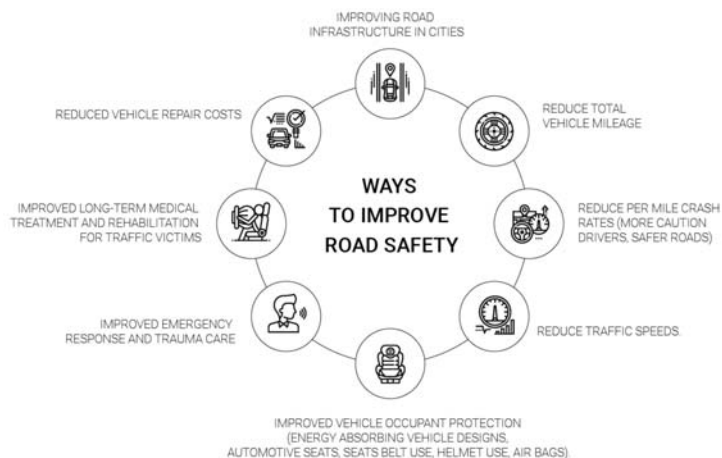 IMPROVING ROAD
INFRASTRUCTURE IN CITIES
REDUCED VEHICLE REPAIR COSTS
REDUCE TOTAL
VEHICLE MILEAGE
WAYS
TO IMPROVE
ROAD SAFETY
IMPROVED LONG-TERM MEDICAL
TREATMENT AND REHABILITATION
FOR TRAFFIC VICTIMS
REDUCE PER MILE CRASH
RATES (MORE CAUTION
DRIVERS, SAFER ROADS)
IMPROVED EMERGENCY
RESPONSE AND TRAUMA CARE
REDUCE TRAFFIC SPEEDS.
IMPROVED VEHICLE OCCUPANT PROTECTION
(ENERGY ABSORBING VEHICLE DESIGNS,
AUTOMOTIVE SEATS, SEATS BELT USE, HELMET USE, AIR BAGS).